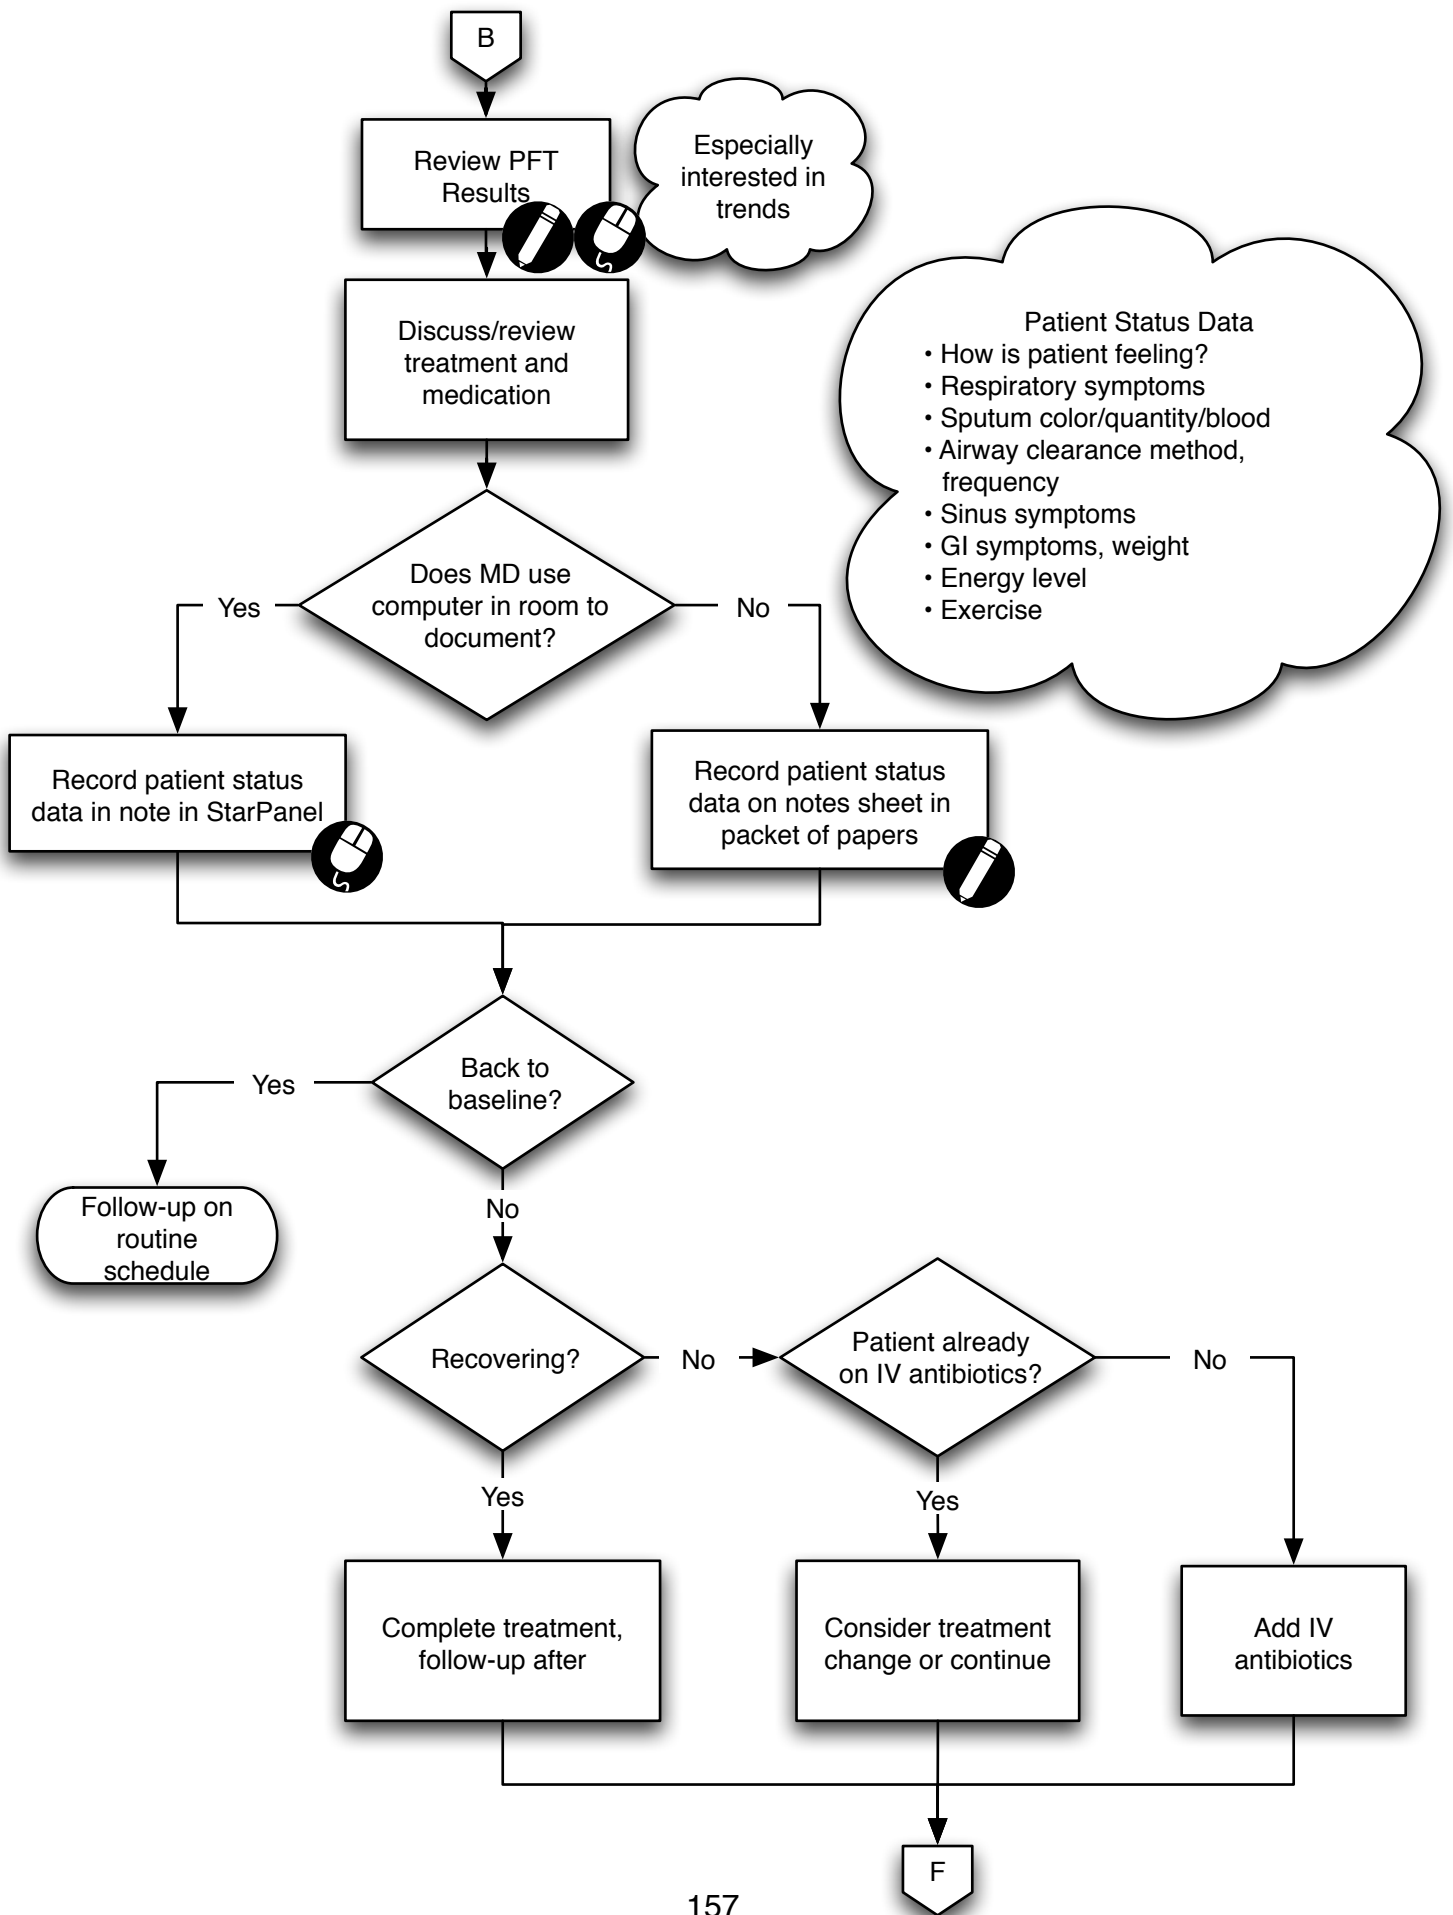 B
Review PFT
Results
Especially
interested in
trends
Discuss/review
treatment and
medication
Patient Status Data
• How is patient feeling?
• Respiratory symptoms
• Sputum color/quantity/blood
• Airway clearance method,
frequency
• Sinus symptoms
• GI symptoms, weight
• Energy level
• Exercise
Does MD use
computer in room to
document?
Yes
No
Record patient status
data in note in StarPanel
Record patient status
data on notes sheet in
packet of papers
Back to
baseline?
Yes
No
Follow-up on
routine
schedule
Recovering?
No
Patient already
on IV antibiotics?
No
Yes
Yes
Complete treatment,
follow-up after
Consider treatment
change or continue
Add IV
antibiotics
F
157